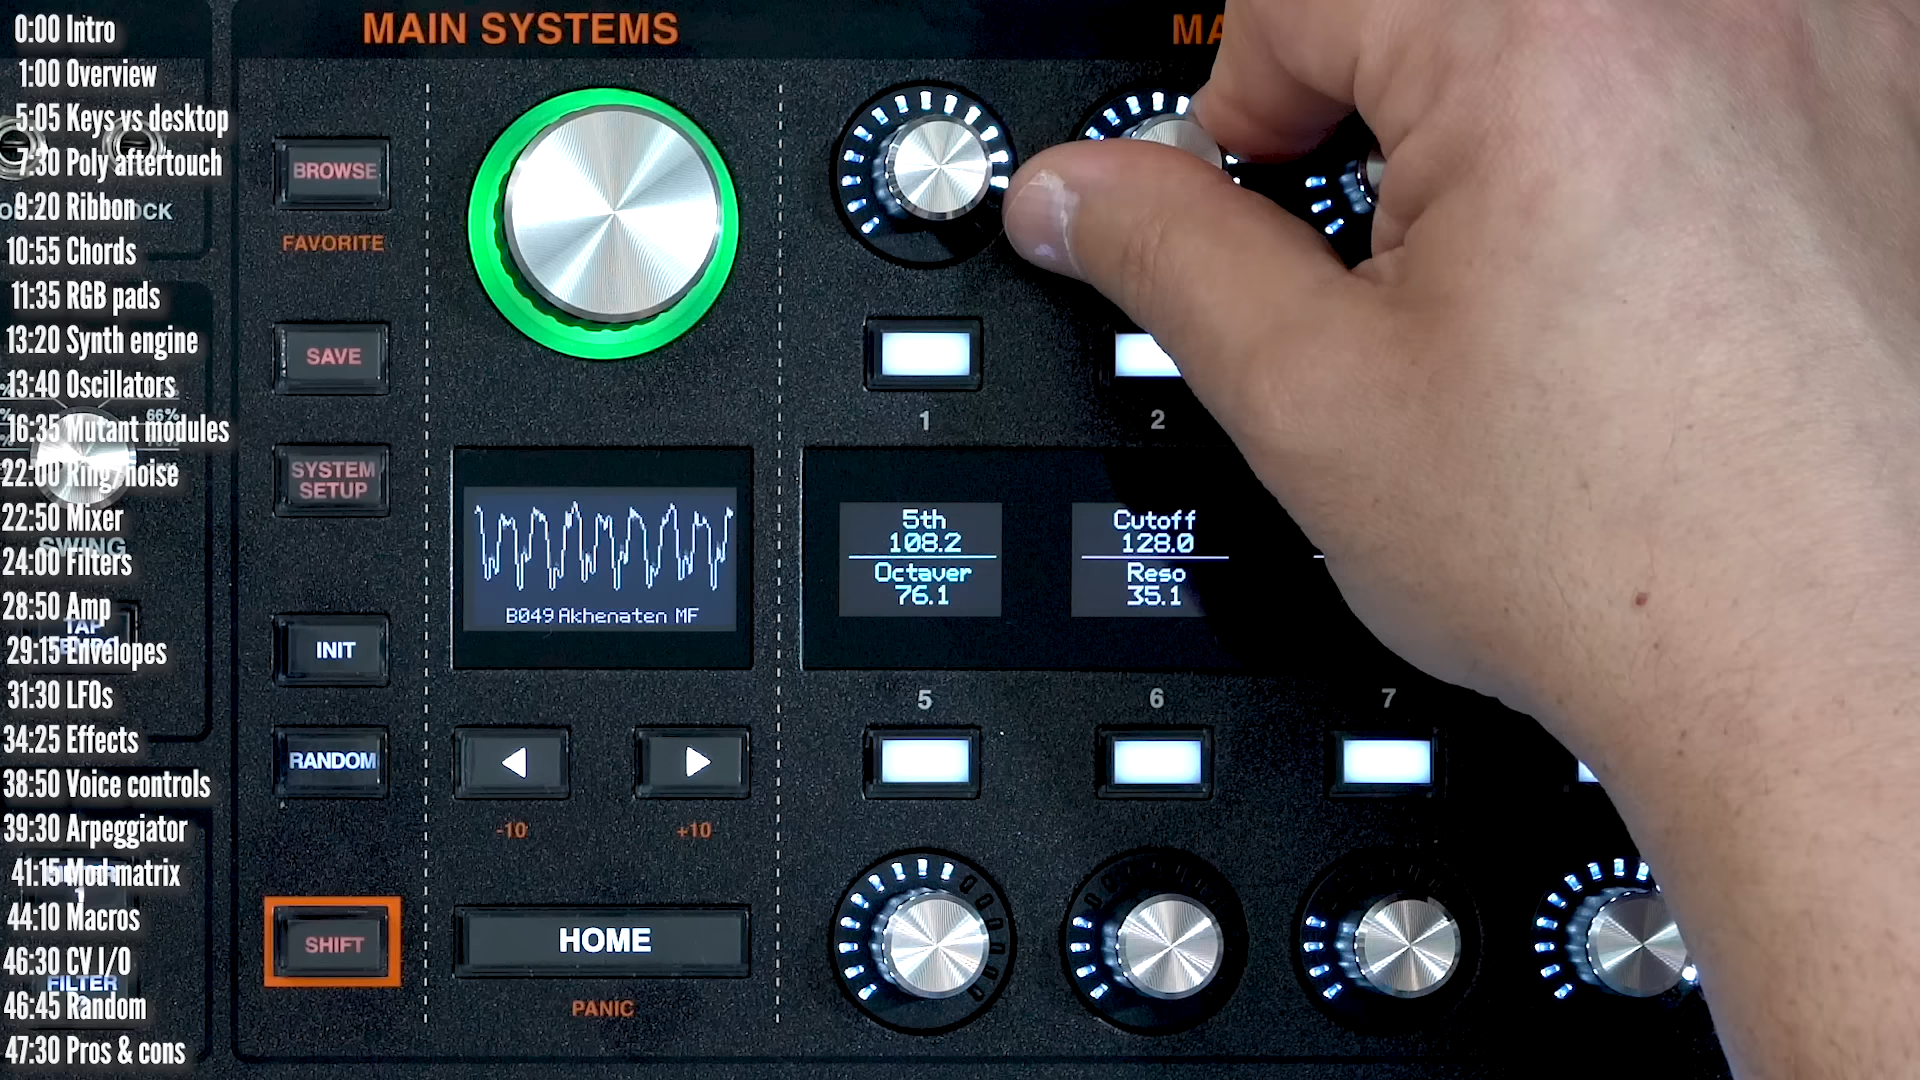 0:00 Intro
1:00 Overview
5:05 Keys vs desktop
7:30 Poly aftertouch
9:20 Ribbon
10:55 Chords
11:35 RGB pads
13:20 Synth engine
13:40 Oscillators
16:35 Mutant modules
22:00 Ring/noise
22:50 Mixer
24:00 Filters
28:50 Amp
29:15 Envelopes
31:30 LFOs
34:25 Effects
38:50 Voice controls
39:30 Arpeggiator
41:15 Mod matrix
44:10 Macros
46:30 CV I/O
46:45 Random
47:30 Pros & cons
66%
SWING
TAP
FILTER
MAIN SYSTEMS
BROWSE
FAVORITE
SAVE
SYSTEM
SETUP
INIT
RANDOM
SHIFT
B049 Akhenaten MF
-10
+10
HOME
PANIC
1
2
5th
108.2
Octaver
76.1
Cutoff
128.0
Reso
35.1
5
6
7